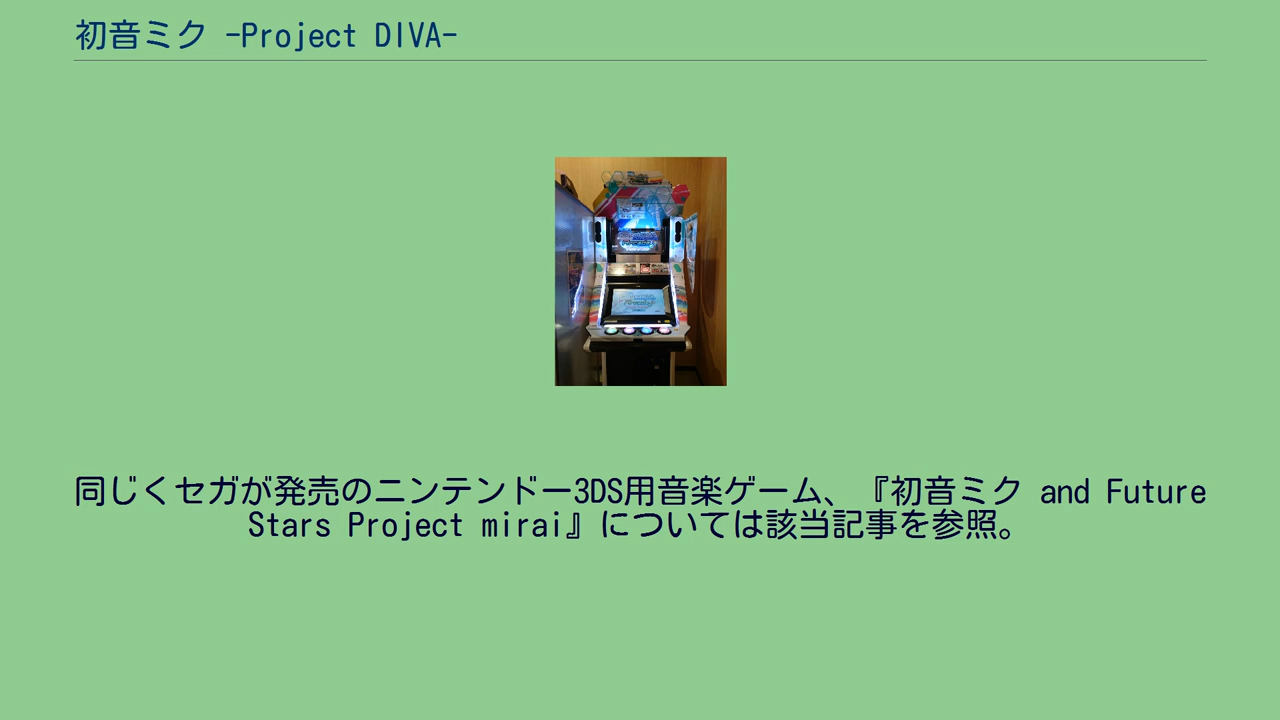 初音ミク -Project DIVA-
同じくセガが発売のニンテンドー3DS用音楽ゲーム、『初音ミク and Future
Stars Project mirai』については該当記事を参照。